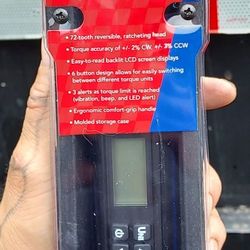 • 72-tooth reversible, ratcheting head
• Torque accuracy of +/- 2% CW, +/- 3% CCW
• Easy-to-read backlit LCD screen displays
• 6 button design allows for easily switching
between different torque units
• 3 alerts as torque limit is reached
(vibration, beep, and LED alert)
• Ergonomic comfort-grip handle
• Molded storage case
Uni